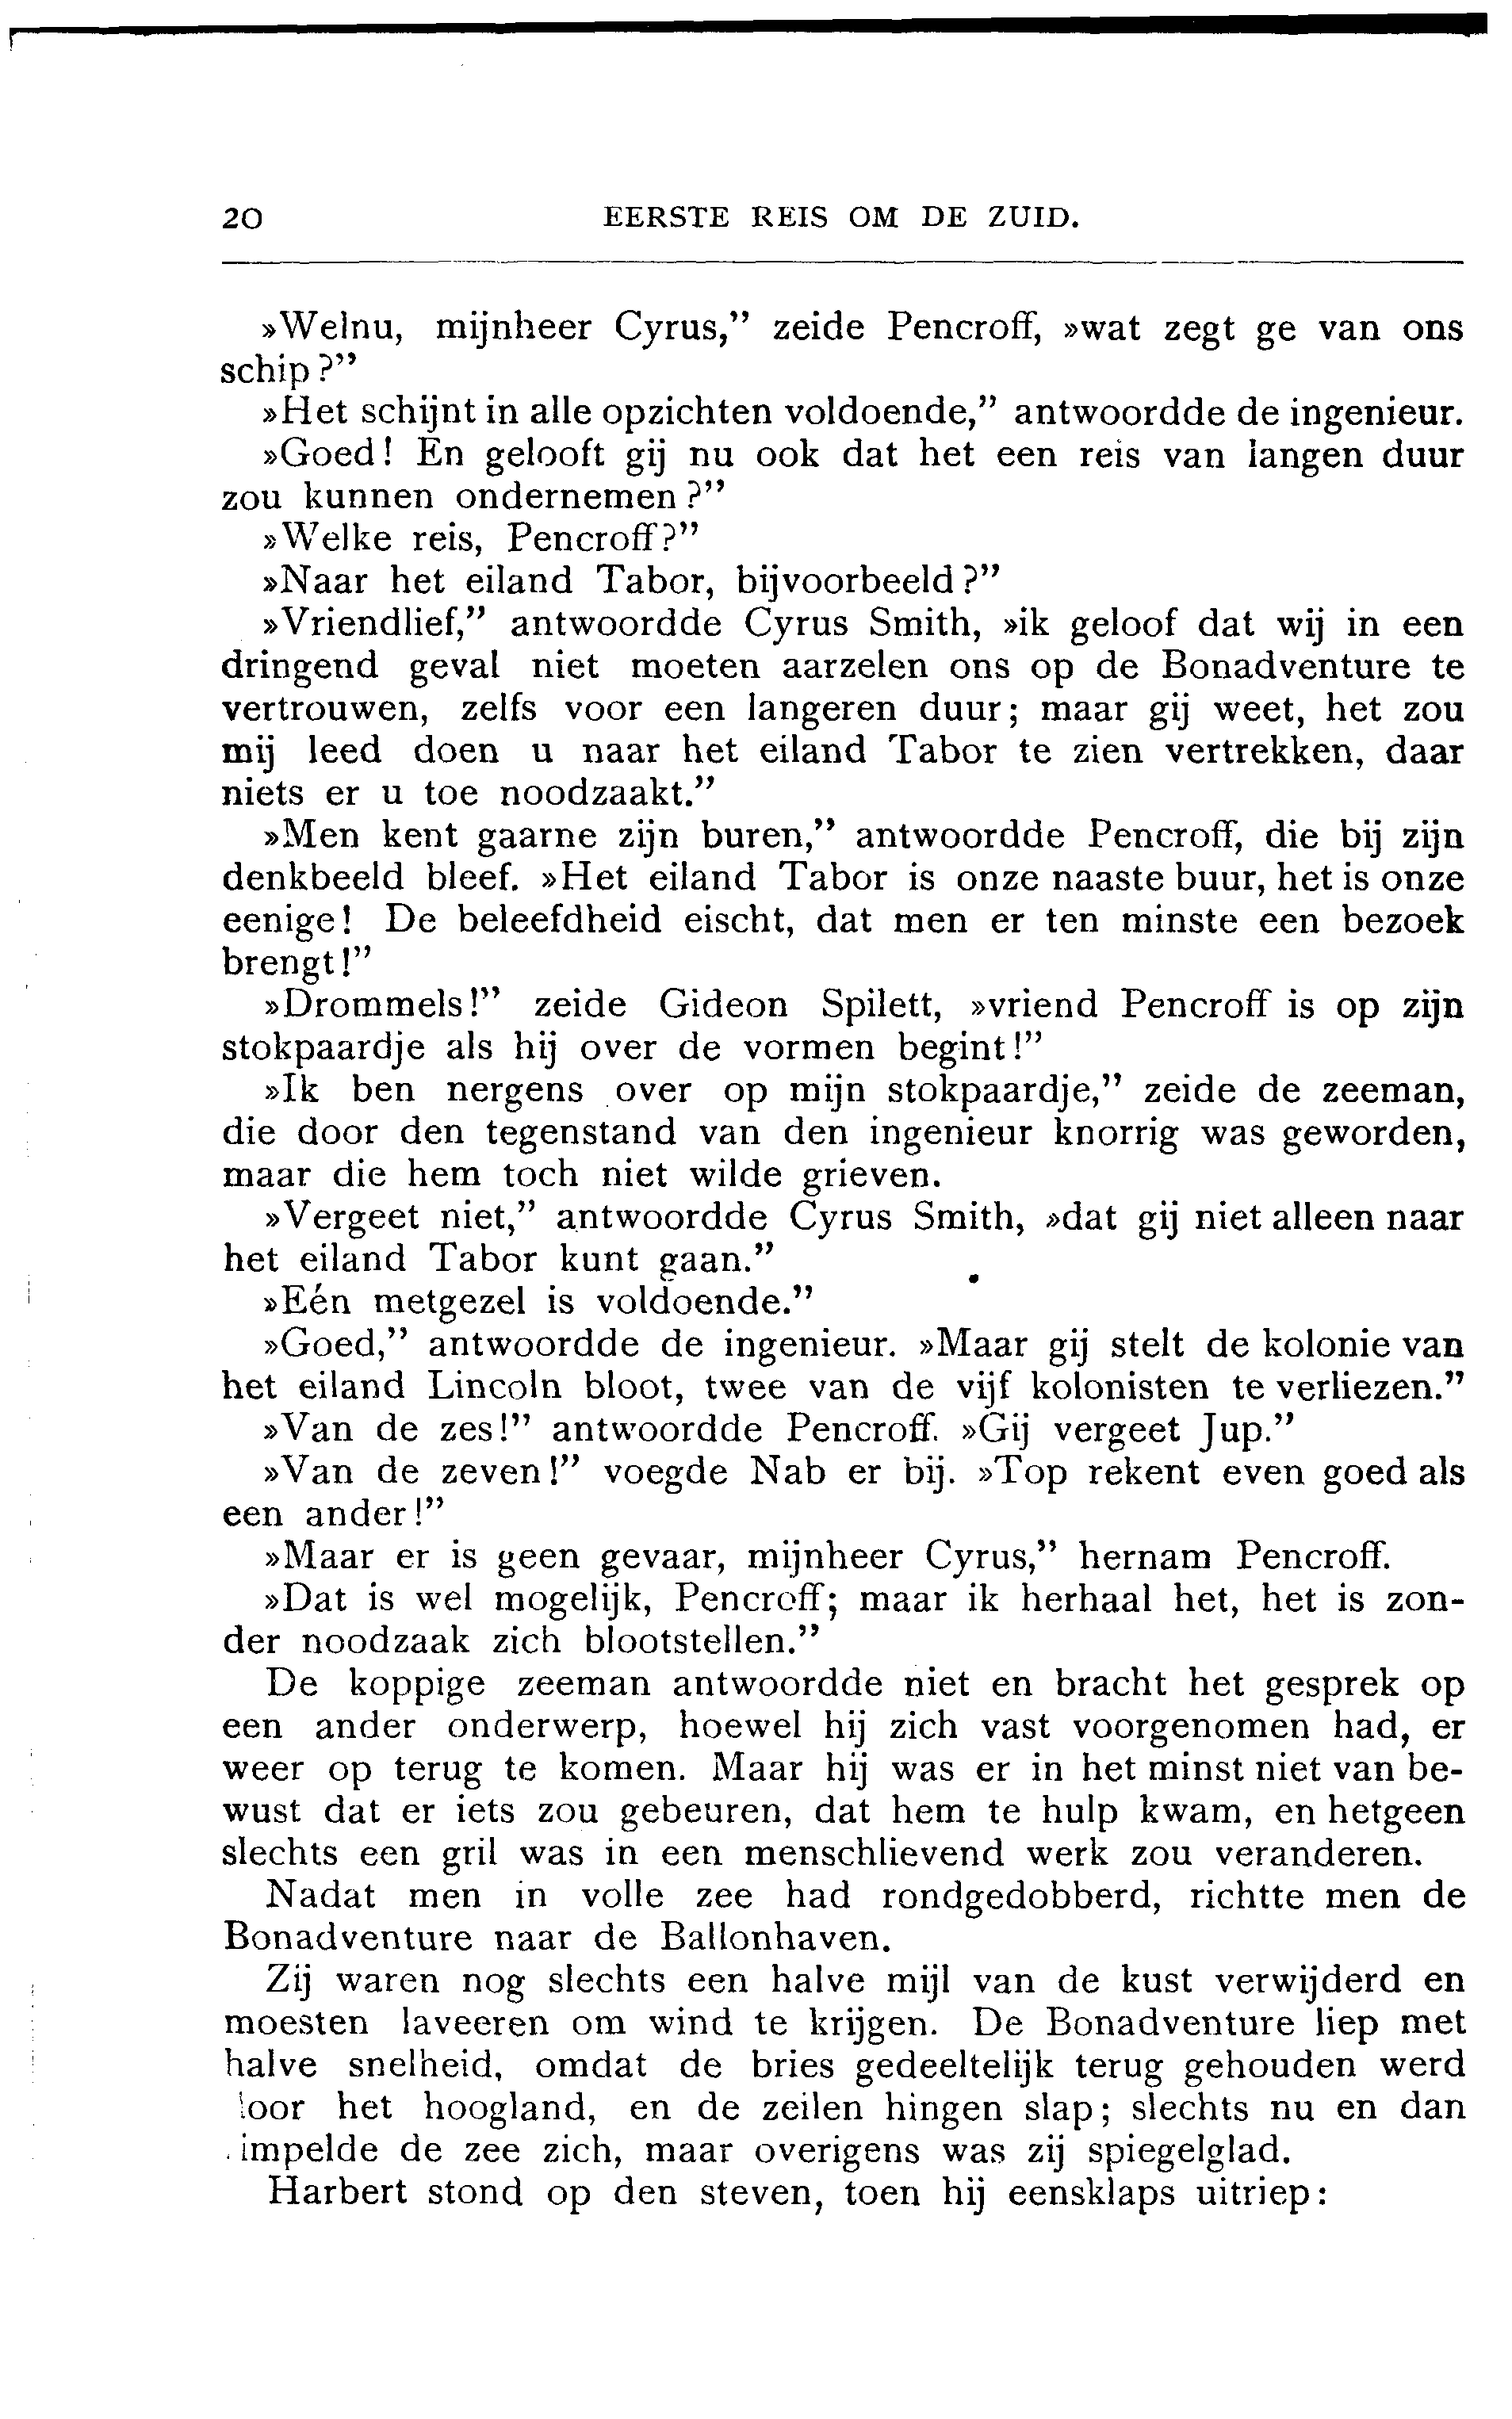 20 EERSTE REIS OM DE ZUID.
»Welnu, mijnheer Cyrus,” zeide Pencroff, »wat zegt ge van ons
schip?”
»Het schijnt in alle opzichten voldoende,” antwoordde de ingenieur.
»Goed! En gelooft gij nu ook dat het een reis van langen duur
zou kunnen ondernemen?”
»Welke reis, Pencroff?”
»Naar het eiland Tabor, bijvoorbeeld?”
»Vriendlief,” antwoordde Cyrus Smith, »ik geloof dat wij in een
dringend geval niet moeten aarzelen ons op de Bonadventure te
vertrouwen, zelfs voor een langeren duur; maar gij weet, het zou
mij leed doen u naar het eiland Tabor te zien vertrekken, daar
niets er u toe noodzaakt.”
»Men kent gaarne zijn buren,” antwoordde Pencroff, die bij zijn
denkbeeld bleef. »Het eiland Tabor is onze naaste buur, het is onze
eenige! De beleefdheid eischt, dat men er ten minste een bezoek
brengt!”
»Drommels!” zeide Gideon Spilett, »vriend Pencroff is op zijn
stokpaardje als hij over de vormen begint!”
»Ik ben nergens over op mijn stokpaardje,” zeide de zeeman,
die door den tegenstand van den ingenieur knorrig was geworden,
maar die hem toch niet wilde grieven.
»Vergeet niet,” antwoordde Cyrus Smith, »dat gij niet alleen naar
het eiland Tabor kunt gaan.”
»Eén metgezel is voldoende.”
»Goed,” antwoordde de ingenieur. »Maar gij stelt de kolonie van
het eiland Lincoln bloot, twee van de vijf kolonisten te verliezen.”
»Van de zes!” antwoordde Pencroff. »Gij vergeet Jup.”
»Van de zeven!” voegde Nab er bij. »Top rekent even goed als
een ander!”
»Maar er is geen gevaar, mijnheer Cyrus,” hernam Pencroff.
»Dat is wel mogelijk, Pencroff; maar ik herhaal het, het is zon-
der noodzaak zich blootstellen.”
De koppige zeeman antwoordde niet en bracht het gesprek op
een ander onderwerp, hoewel hij zich vast voorgenomen had, er
weer op terug te komen. Maar hij was er in het minst niet van be-
wust dat er iets zou gebeuren, dat hem te hulp kwam, en hetgeen
slechts een gril was in een menschlievend werk zou veranderen.
Nadat men in volle zee had rondgedobberd, richtte men de
Bonadventure naar de Ballonhaven.
Zij waren nog slechts een halve mijl van de kust verwijderd en
moesten laveeren om wind te krijgen. De Bonadventure liep met
halve snelheid, omdat de bries gedeeltelijk terug gehouden werd
oor het hoogland, en de zeilen hingen slap; slechts nu en dan
impelde de zee zich, maar overigens was zij spiegelglad.
Harbert stond op den steven, toen hij eensklaps uitriep: